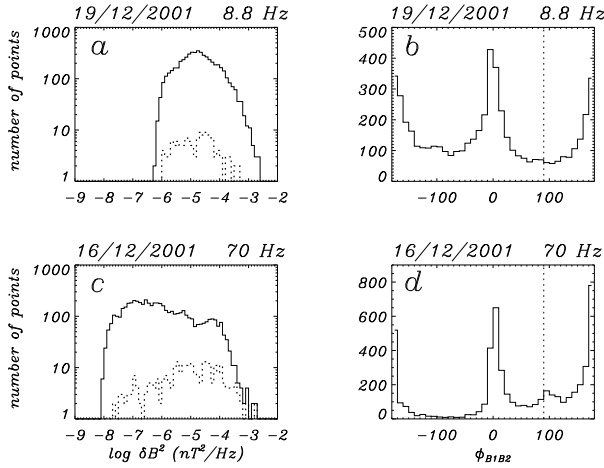 19/12/2001 8.8 Hz
19/12/2001 8.8 Hz
number of points
1000
100
10
1
a
-9 -8 -7 -6 -5 -4 -3 -2
500
400
300
200
100
0
b
-100 0 100
16/12/2001 70 Hz
16/12/2001 70 Hz
number of points
1000
100
10
1
c
-9 -8 -7 -6 -5 -4 -3 -2
log δB² (nT²/Hz)
800
600
400
200
0
d
-100 0 100
ϕB1B2